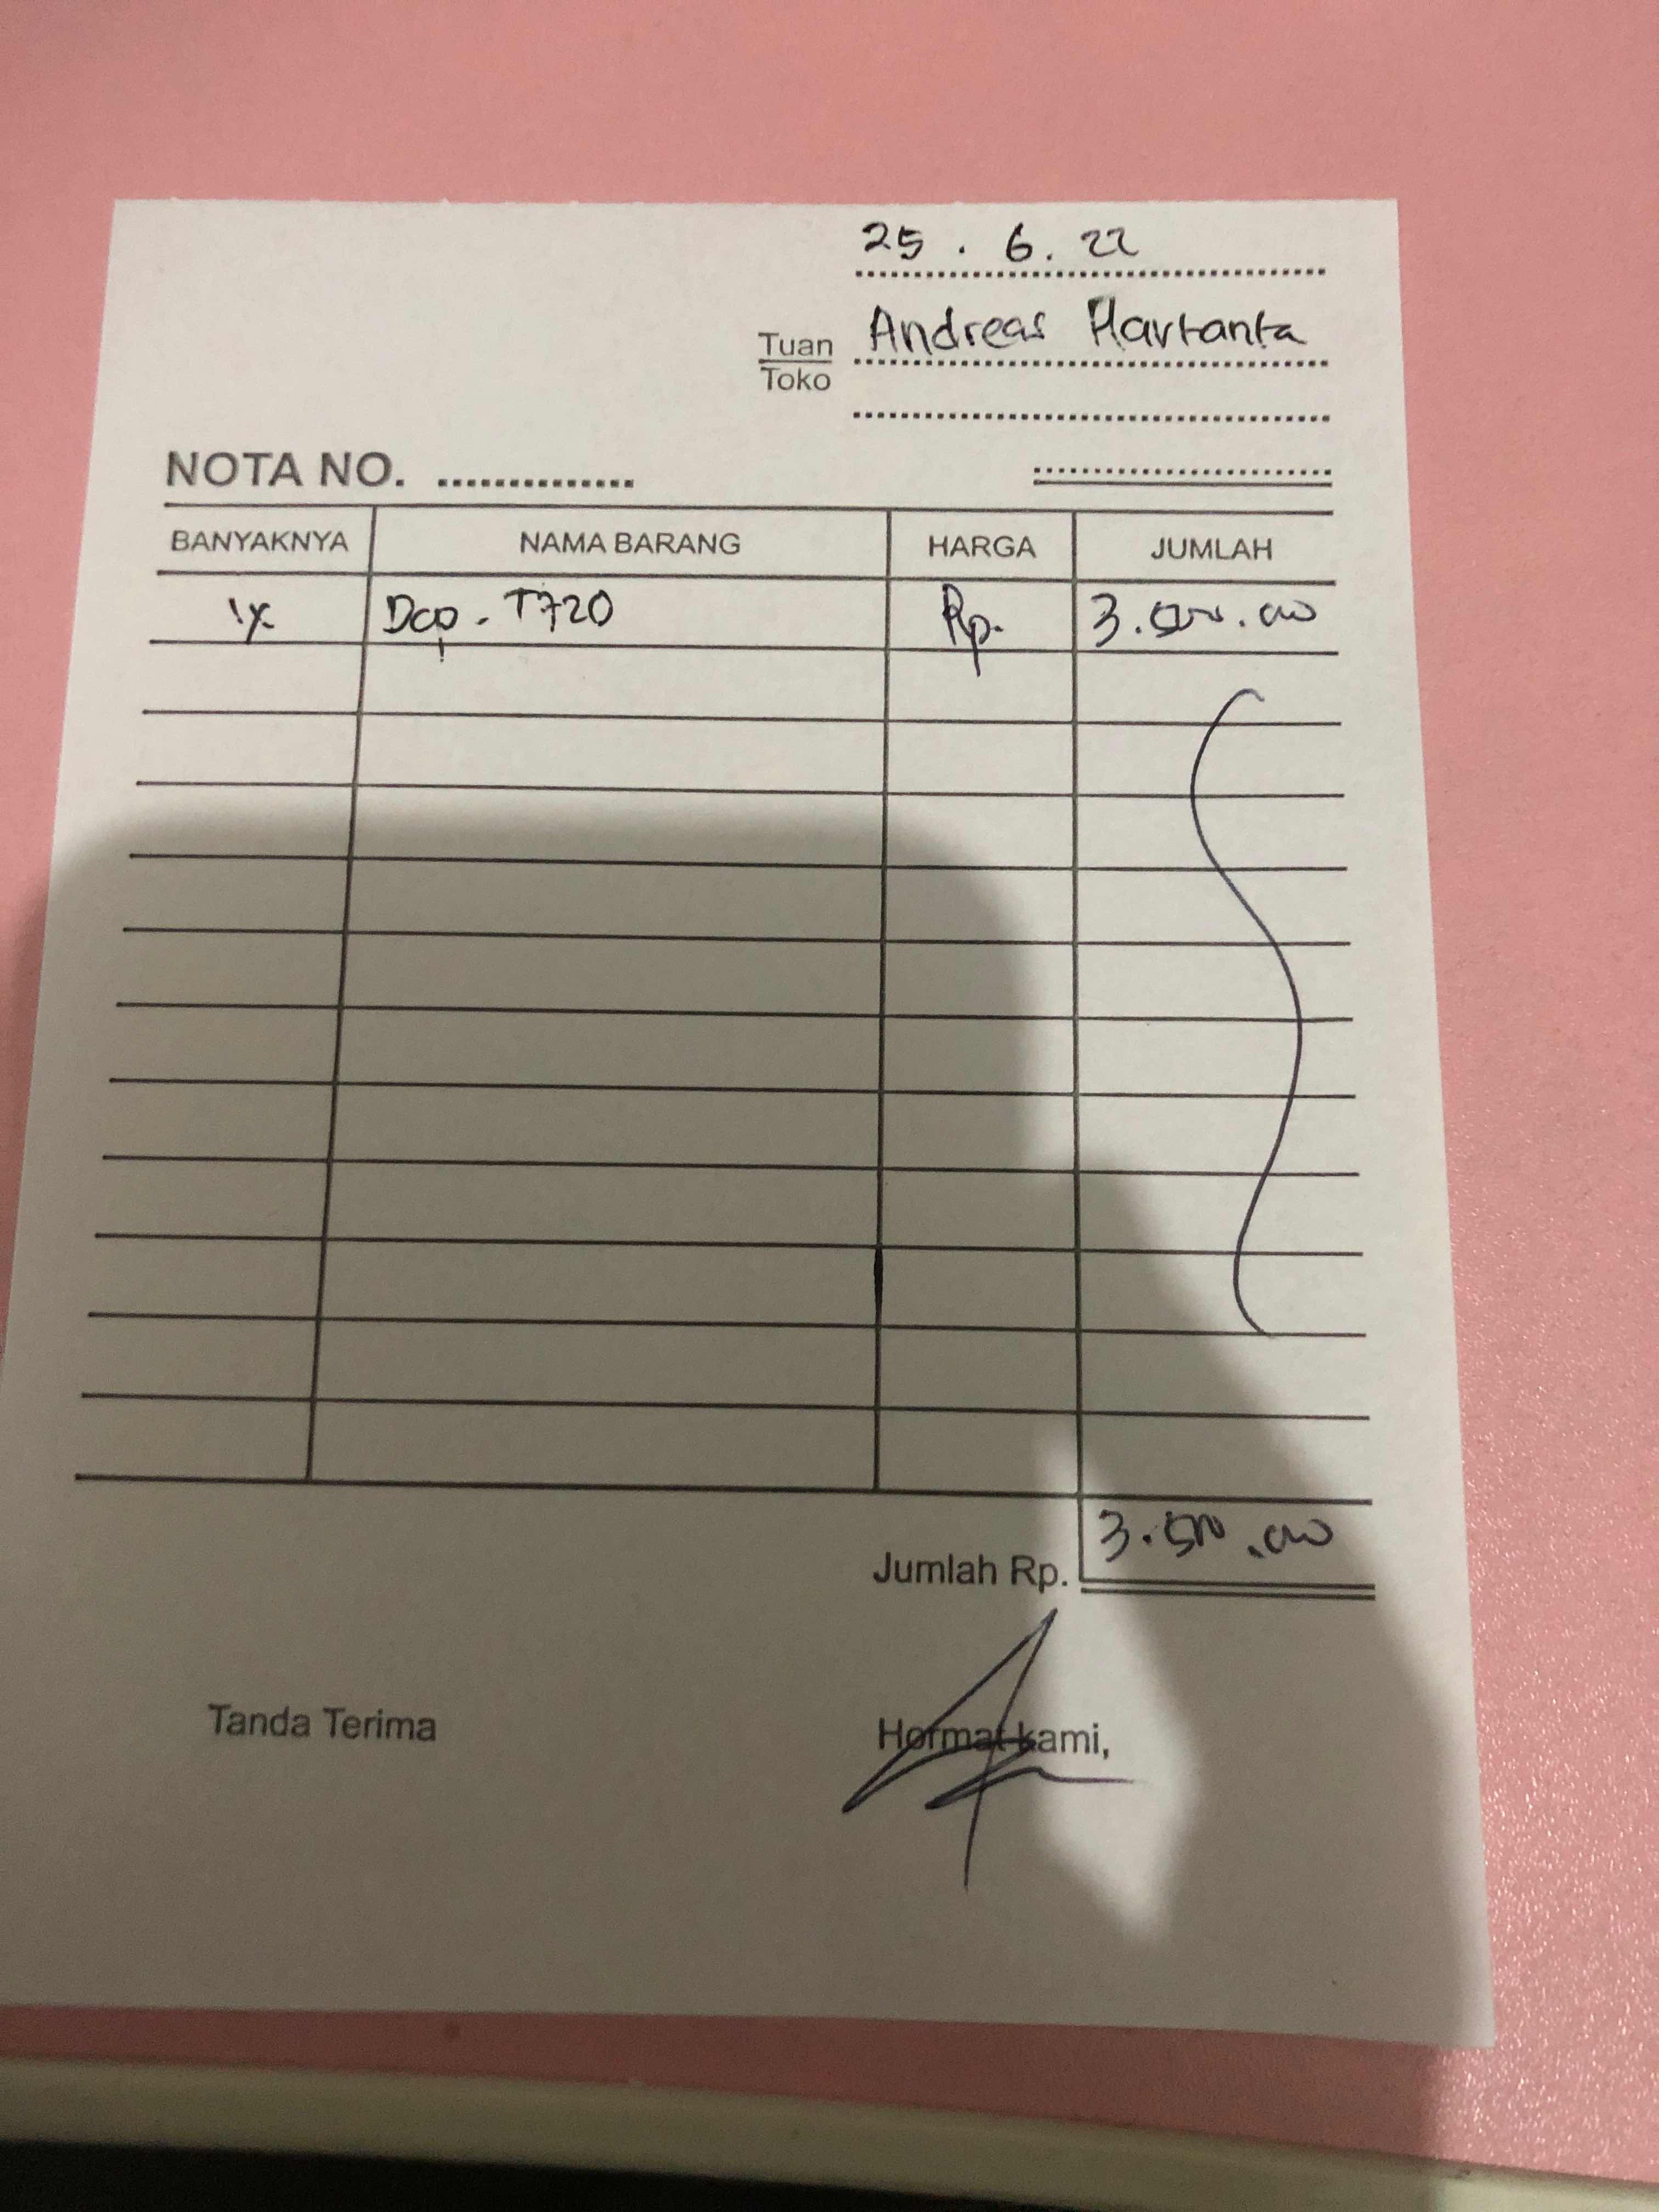 25 . 6. 22
Tuan Andreas Hartanta
Toko
NOTA NO. ..............
BANYAKNYA NAMA BARANG HARGA JUMLAH
1x Dap - T720 Rp. 3.500.000
Jumlah Rp. 3.500.000
Tanda Terima Hormat kami,